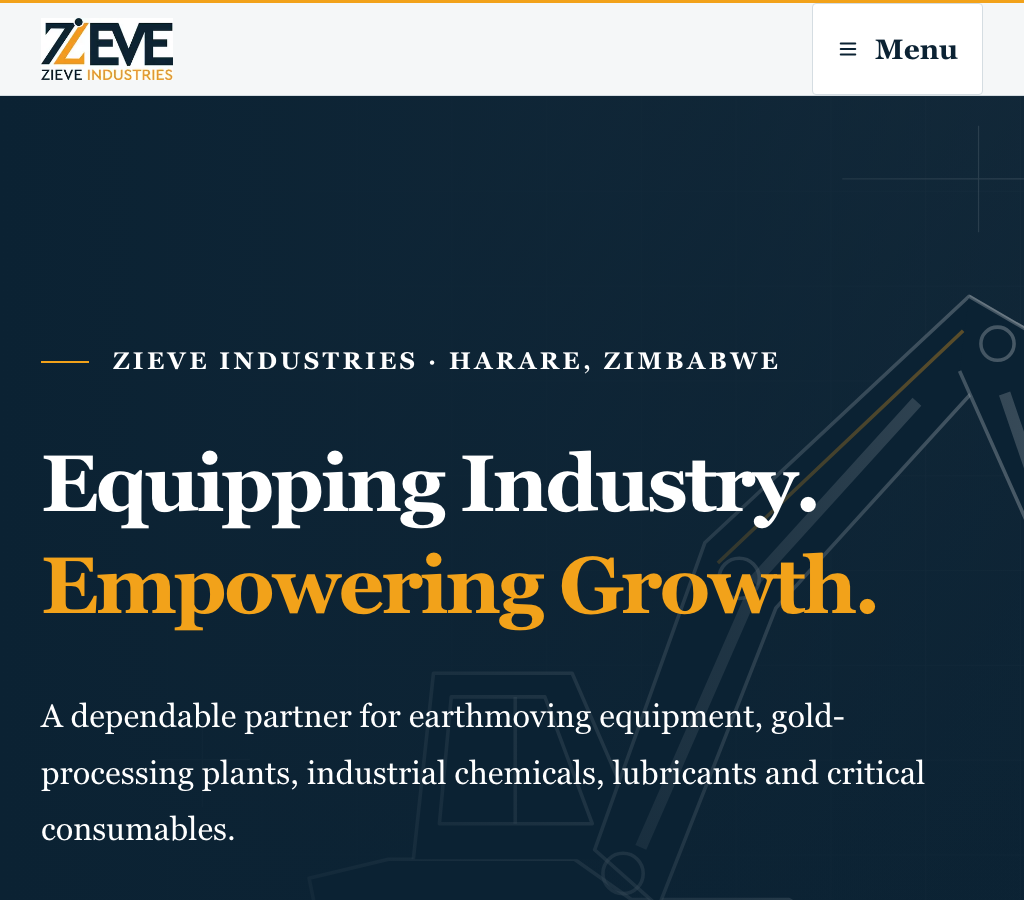 ZIEVE
ZIEVE INDUSTRIES
≡ Menu
ZIEVE INDUSTRIES · HARARE, ZIMBABWE
Equipping Industry.
Empowering Growth.
A dependable partner for earthmoving equipment, gold-
processing plants, industrial chemicals, lubricants and critical
consumables.